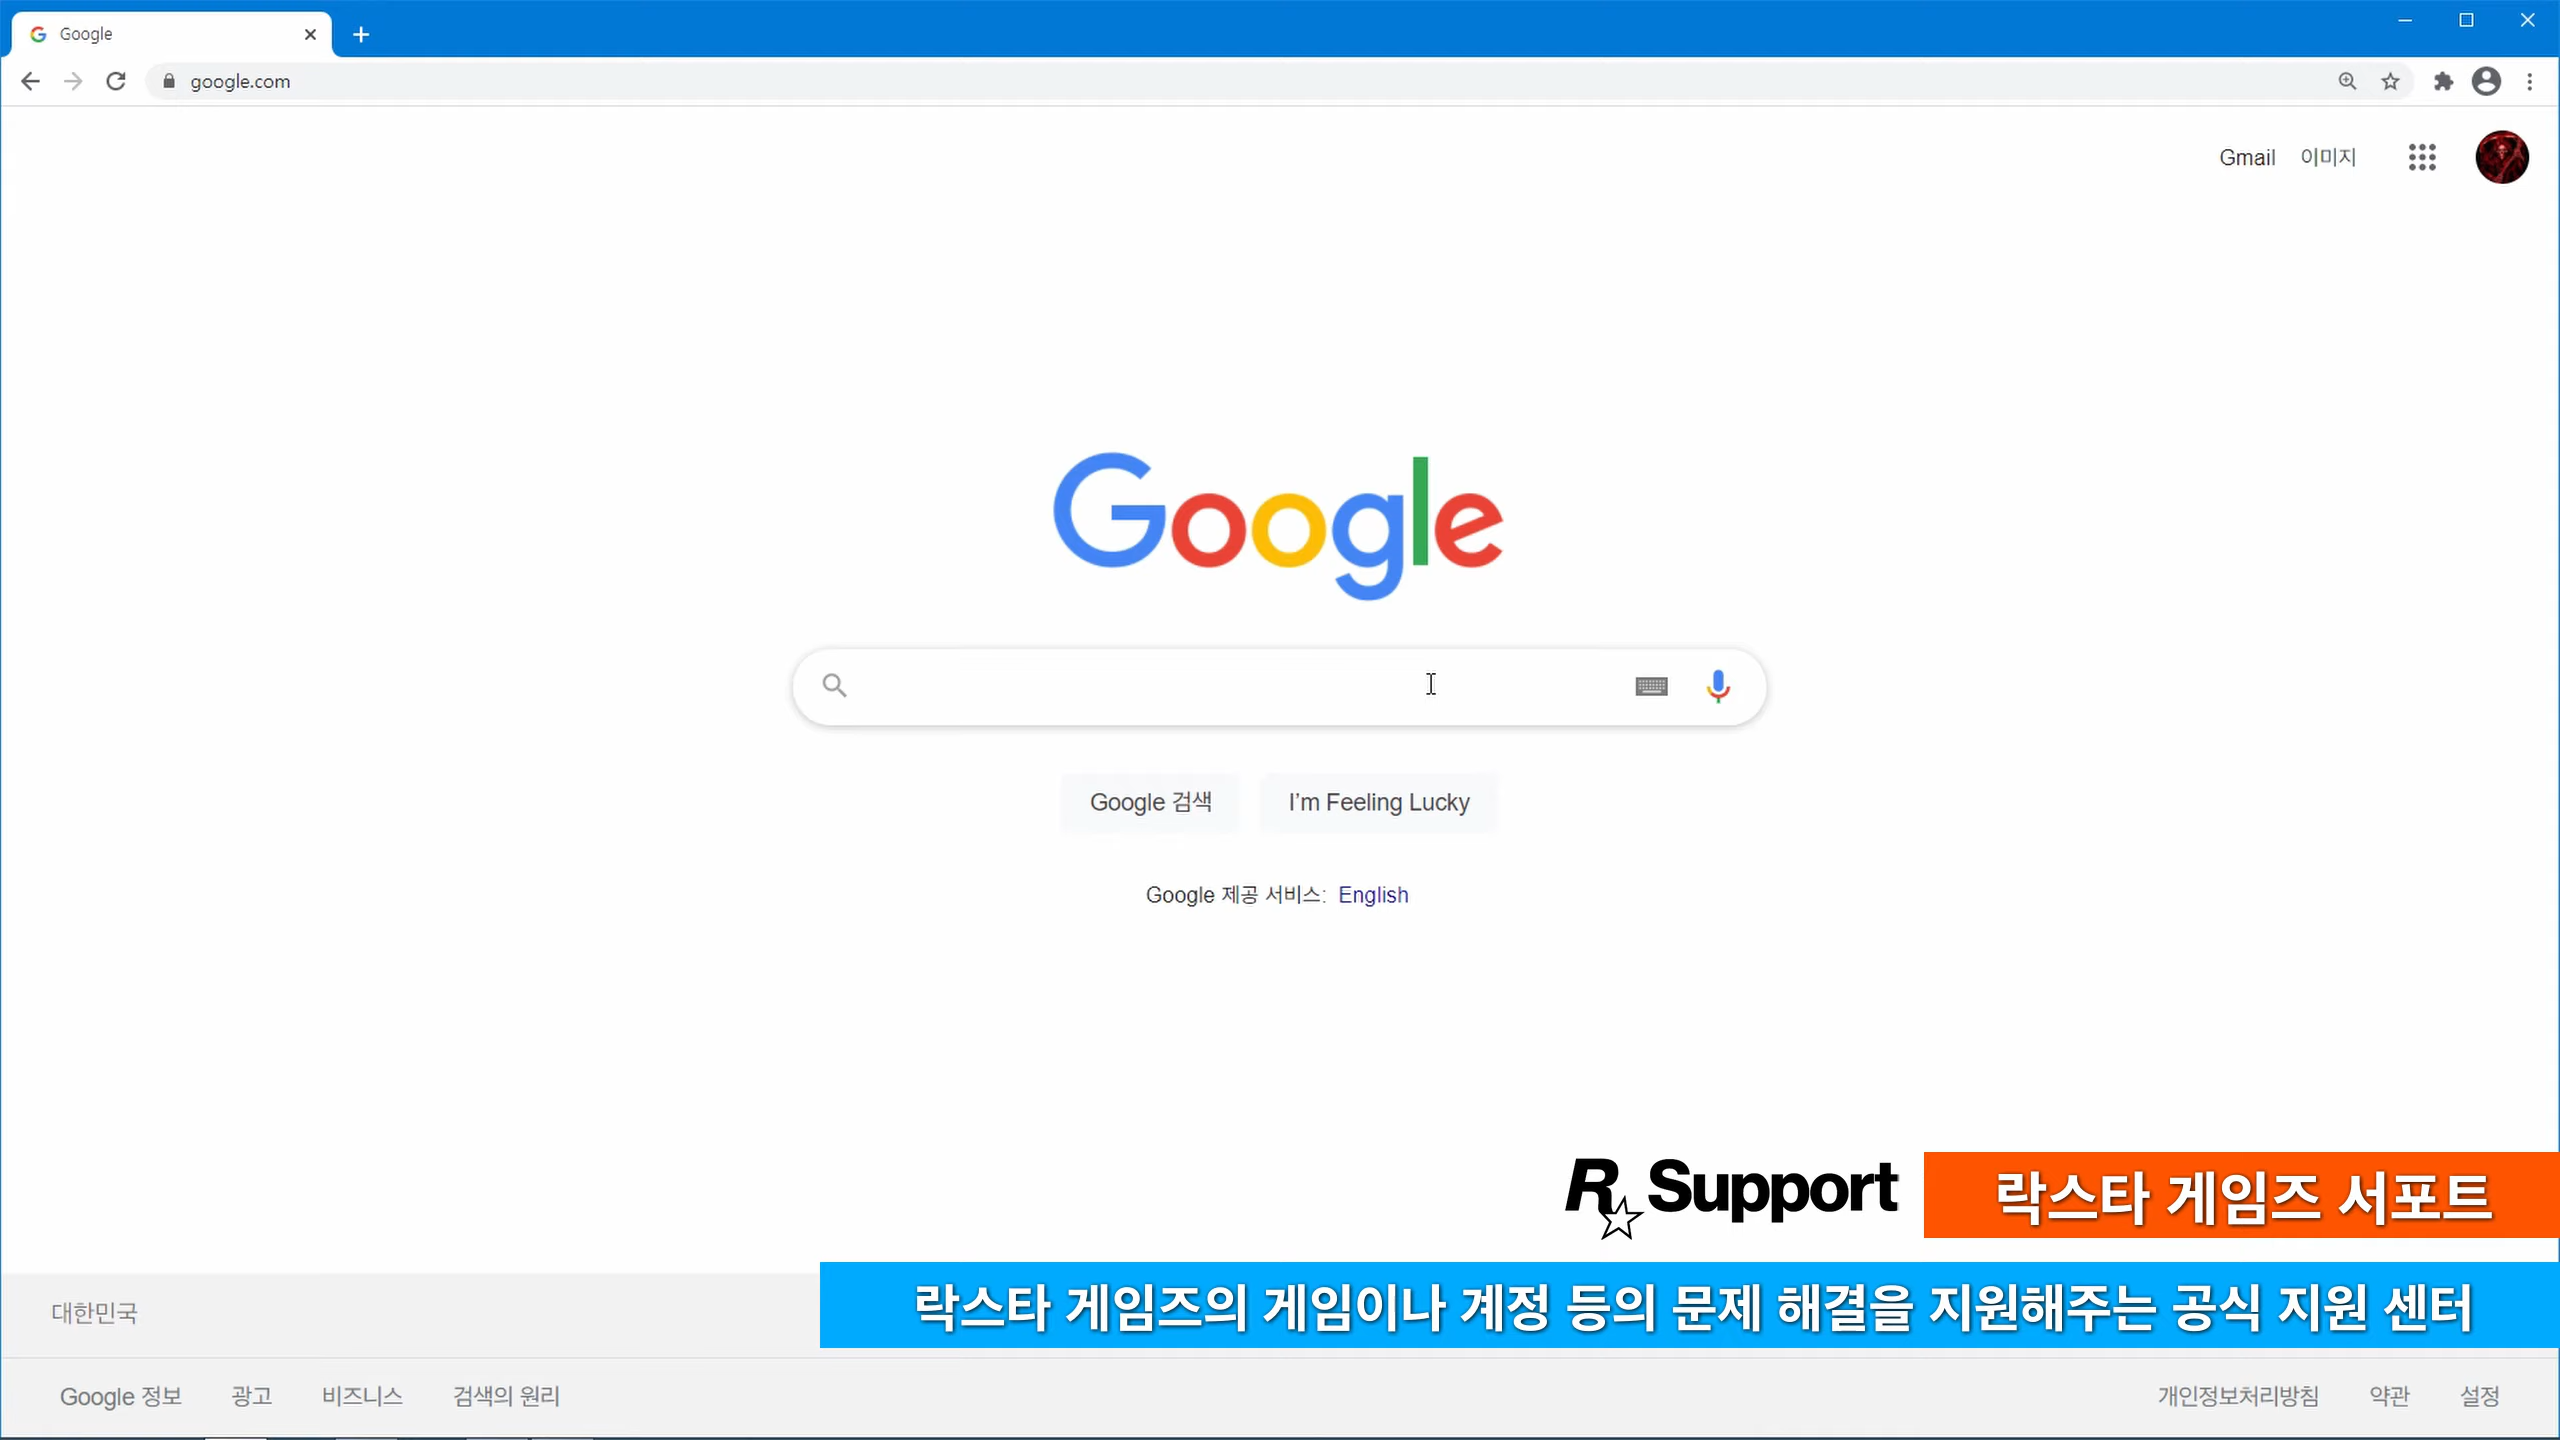 Google
google.com
Gmail 이미지
Google
Google 검색 I'm Feeling Lucky
Google 제공 서비스: English
R Support 락스타 게임즈 서포트
락스타 게임즈의 게임이나 계정 등의 문제 해결을 지원해주는 공식 지원 센터
대한민국
Google 정보 광고 비즈니스 검색의 원리 개인정보처리방침 약관 설정